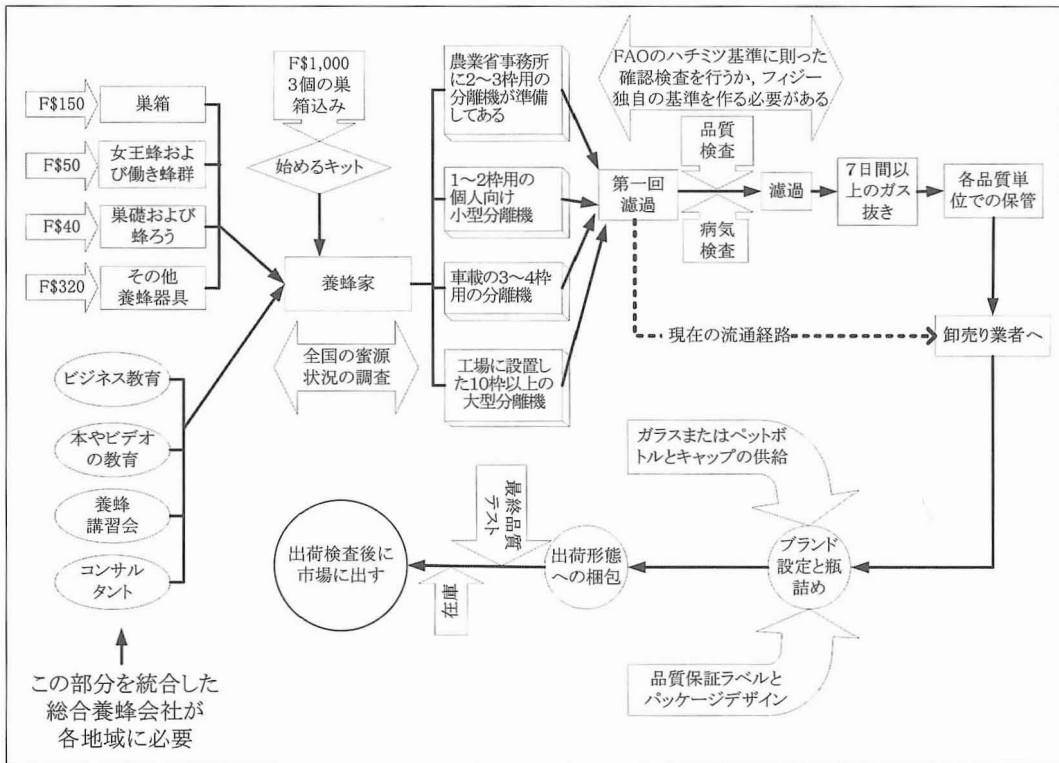 F$150
巣箱
F$50
女王蜂およ
び働き蜂群
F$40
巣礎および
蜂ろう
F$320
その他
養蜂器具
F$1,000
3個の巣
箱込み
始めるキット
養蜂家
全国の蜜源
状況の調査
ビジネス教育
本やビデオ
の教育
養蜂
講習会
コンサル
タント
この部分を統合した
総合養蜂会社が
各地域に必要
農業省事務所
に2〜3枠用の
分離機が準備
してある
1〜2枠用の
個人向け
小型分離機
車載の3〜4枠
用の分離機
工場に設置し
た10枠以上の
大型分離機
FAOのハチミツ基準に則った
確認検査を行うか，フィジー
独自の基準を作る必要がある
第一回
濾過
品質
検査
病気
検査
濾過
7日間以
上のガス
抜き
各品質単
位での保管
現在の流通経路
卸売り業者へ
ガラスまたはペットボ
トルとキャップの供給
ブランド
設定と瓶
詰め
品質保証ラベルと
パッケージデザイン
出荷形態
への梱包
最終品質
テスト
在庫
出荷検査後に
市場に出す